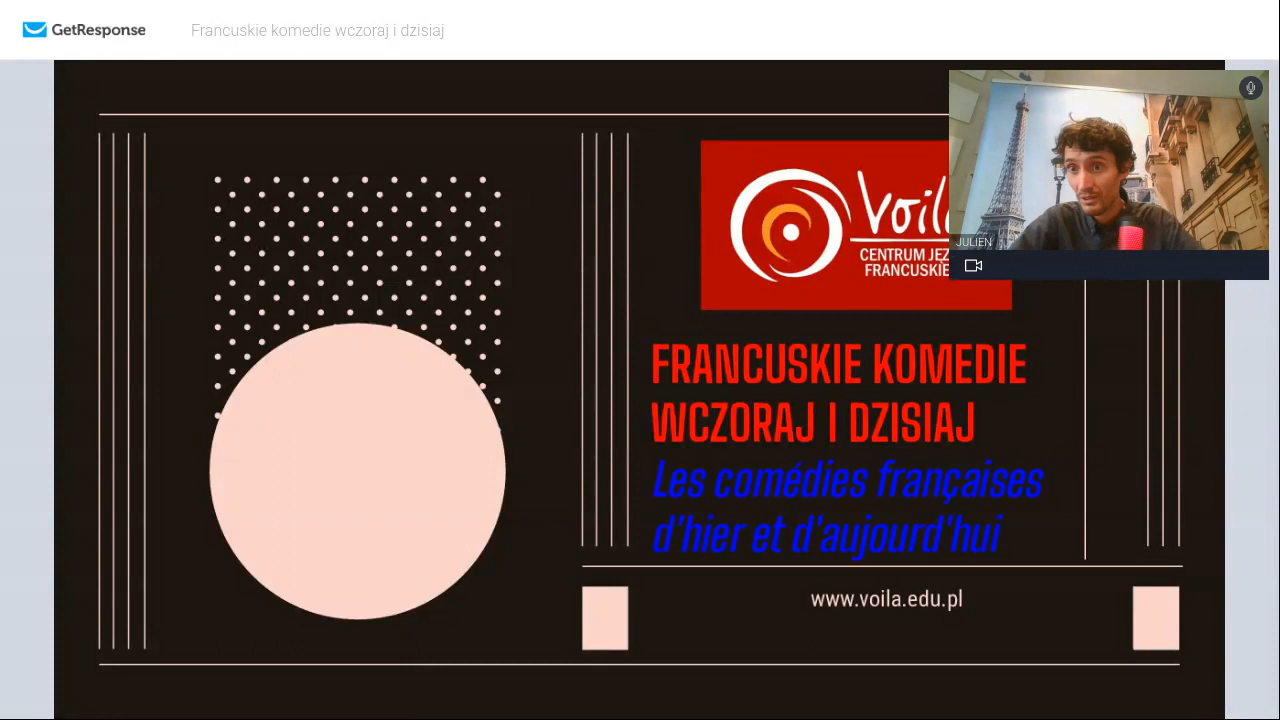 GetResponse
Francuskie komedie wczoraj i dzisiaj
JULIEN
CENTRUM
FRANCUSKIE KOMEDIE
WCZORAJ I DZISIAJ
Les comédies françaises
d'hier et d'aujourd'hui
www.voila.edu.pl